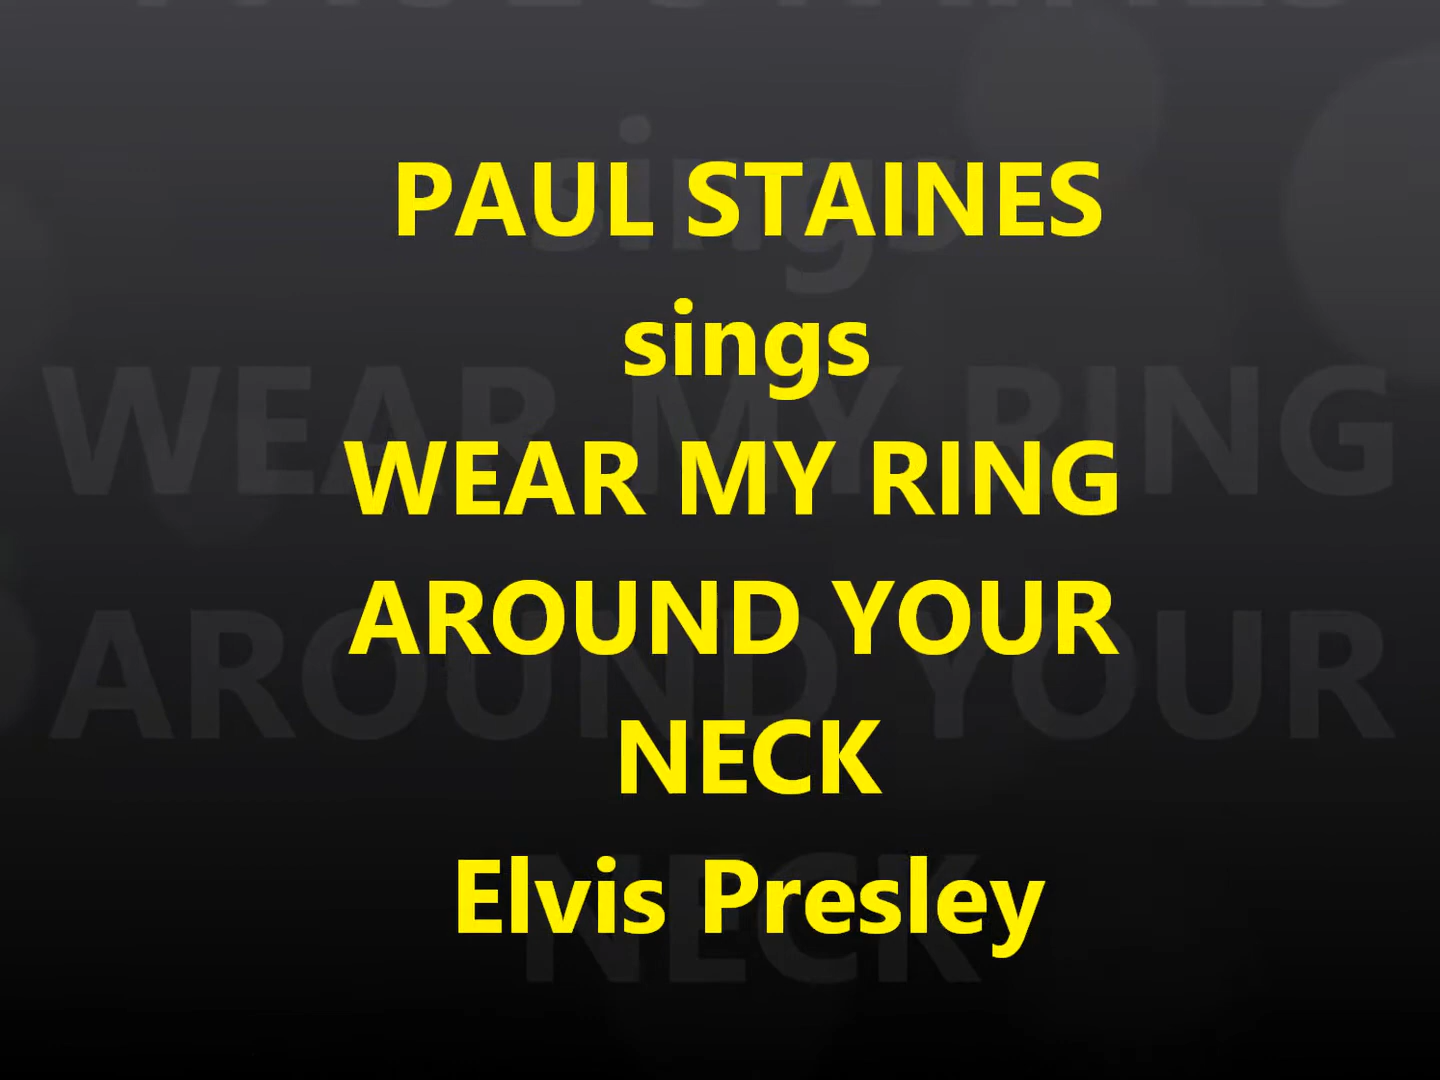 PAUL STAINES
sings
WEAR MY RING
AROUND YOUR
NECK
Elvis Presley